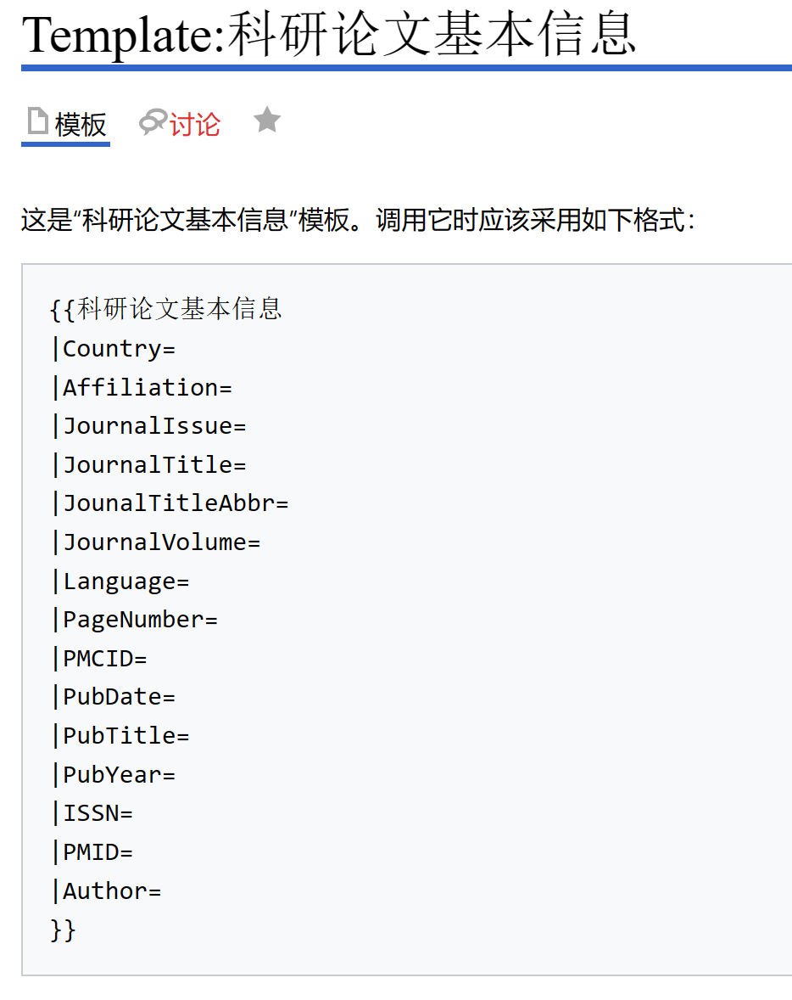 Template:科研论文基本信息
模板 讨论
这是“科研论文基本信息”模板。调用它时应该采用如下格式：
{{科研论文基本信息
|Country=
|Affiliation=
|JournalIssue=
|JournalTitle=
|JounalTitleAbbr=
|JournalVolume=
|Language=
|PageNumber=
|PMCID=
|PubDate=
|PubTitle=
|PubYear=
|ISSN=
|PMID=
|Author=
}}